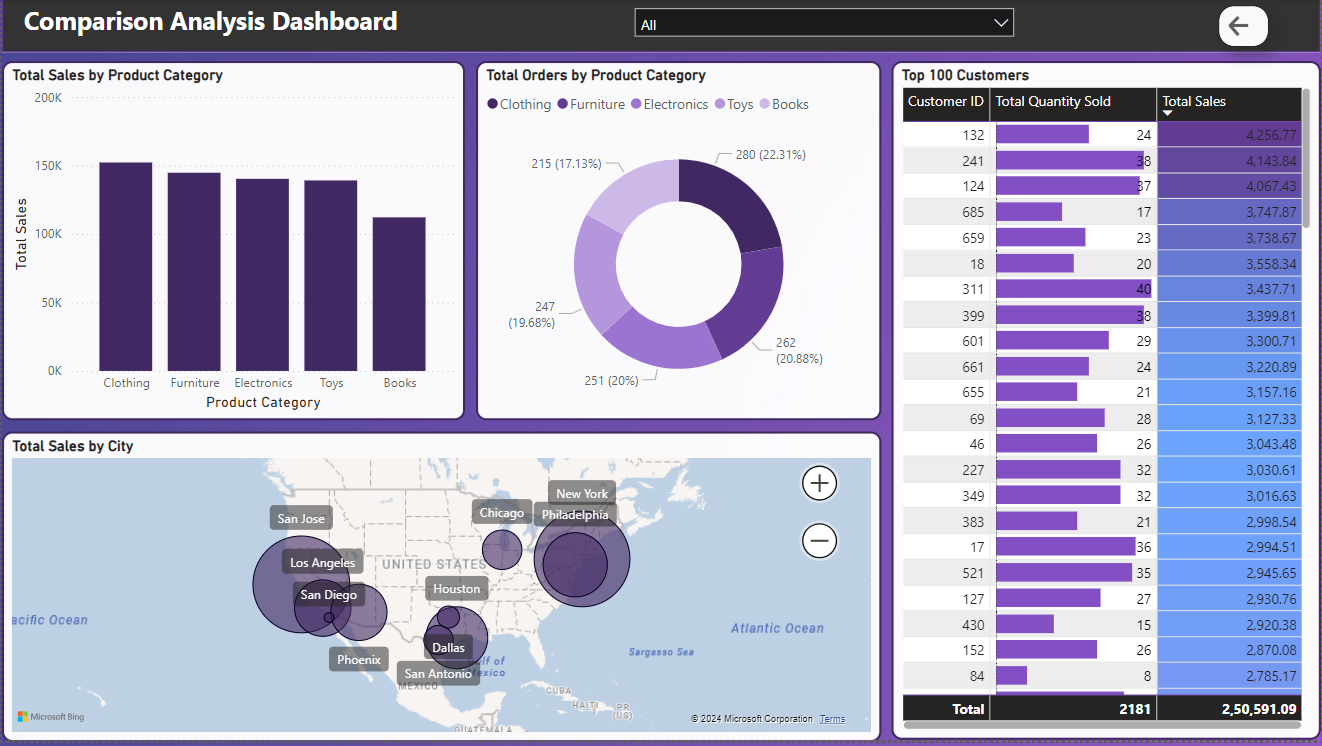 Comparison Analysis Dashboard
All
Total Sales by Product Category
200K
150K
100K
50K
0K
Total Sales
Clothing Furniture Electronics Toys Books
Product Category
Total Orders by Product Category
Clothing Furniture Electronics Toys Books
280 (22.31%)
215 (17.13%)
247
(19.68%)
262
(20.88%)
251 (20%)
Total Sales by City
New York
Chicago
Philadelphia
San Jose
Los Angeles
UNITED STATES
Houston
San Diego
Dallas
Phoenix
San Antonio
acific Ocean
Atlantic Ocean
Sargasso Sea
Gulf of
Mexico
MEXICO
CUBA
HAITI
PR
(US)
GUATEMALA
Microsoft Bing
© 2024 Microsoft Corporation Terms
Top 100 Customers
Customer ID Total Quantity Sold Total Sales
132 24 4,256.77
241 38 4,143.84
124 37 4,067.43
685 17 3,747.87
659 23 3,738.67
18 20 3,558.34
311 40 3,437.71
399 38 3,399.81
601 29 3,300.71
661 24 3,220.89
655 21 3,157.16
69 28 3,127.33
46 26 3,043.48
227 32 3,030.61
349 32 3,016.63
383 21 2,998.54
17 36 2,994.51
521 35 2,945.65
127 27 2,930.76
430 15 2,920.38
152 26 2,870.08
84 8 2,785.17
Total 2181 2,50,591.09